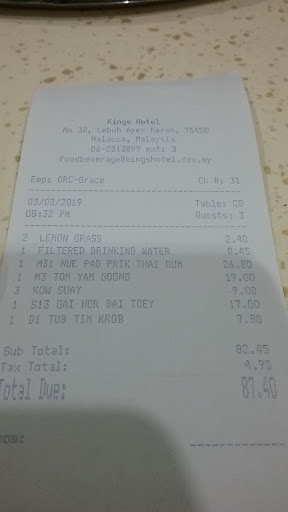 Kings Hotel
No 30, Lebuh Ayer Keroh, 75450
Malacca, Malaysia
06-2313899 ext: 3
foodbeverage@kingshotel.com.my
Emp: GRC-Grace Ch #: 31
03/03/2019 Table: C8
08:32 PM Guests: 3
2 LEMON GRASS 2.40
1 FILTERED DRINKING WATER 0.45
1 M31 NUE PAD PRIK THAI DUM 26.80
1 M3 TOM YAM GOONG 19.00
3 KOW SUAY 9.00
1 S13 GAI HOR BAI TOEY 17.00
1 D1 TUB TIM KROB 7.80
Sub Total: 82.45
Tax Total: 4.95
Total Due: 87.40